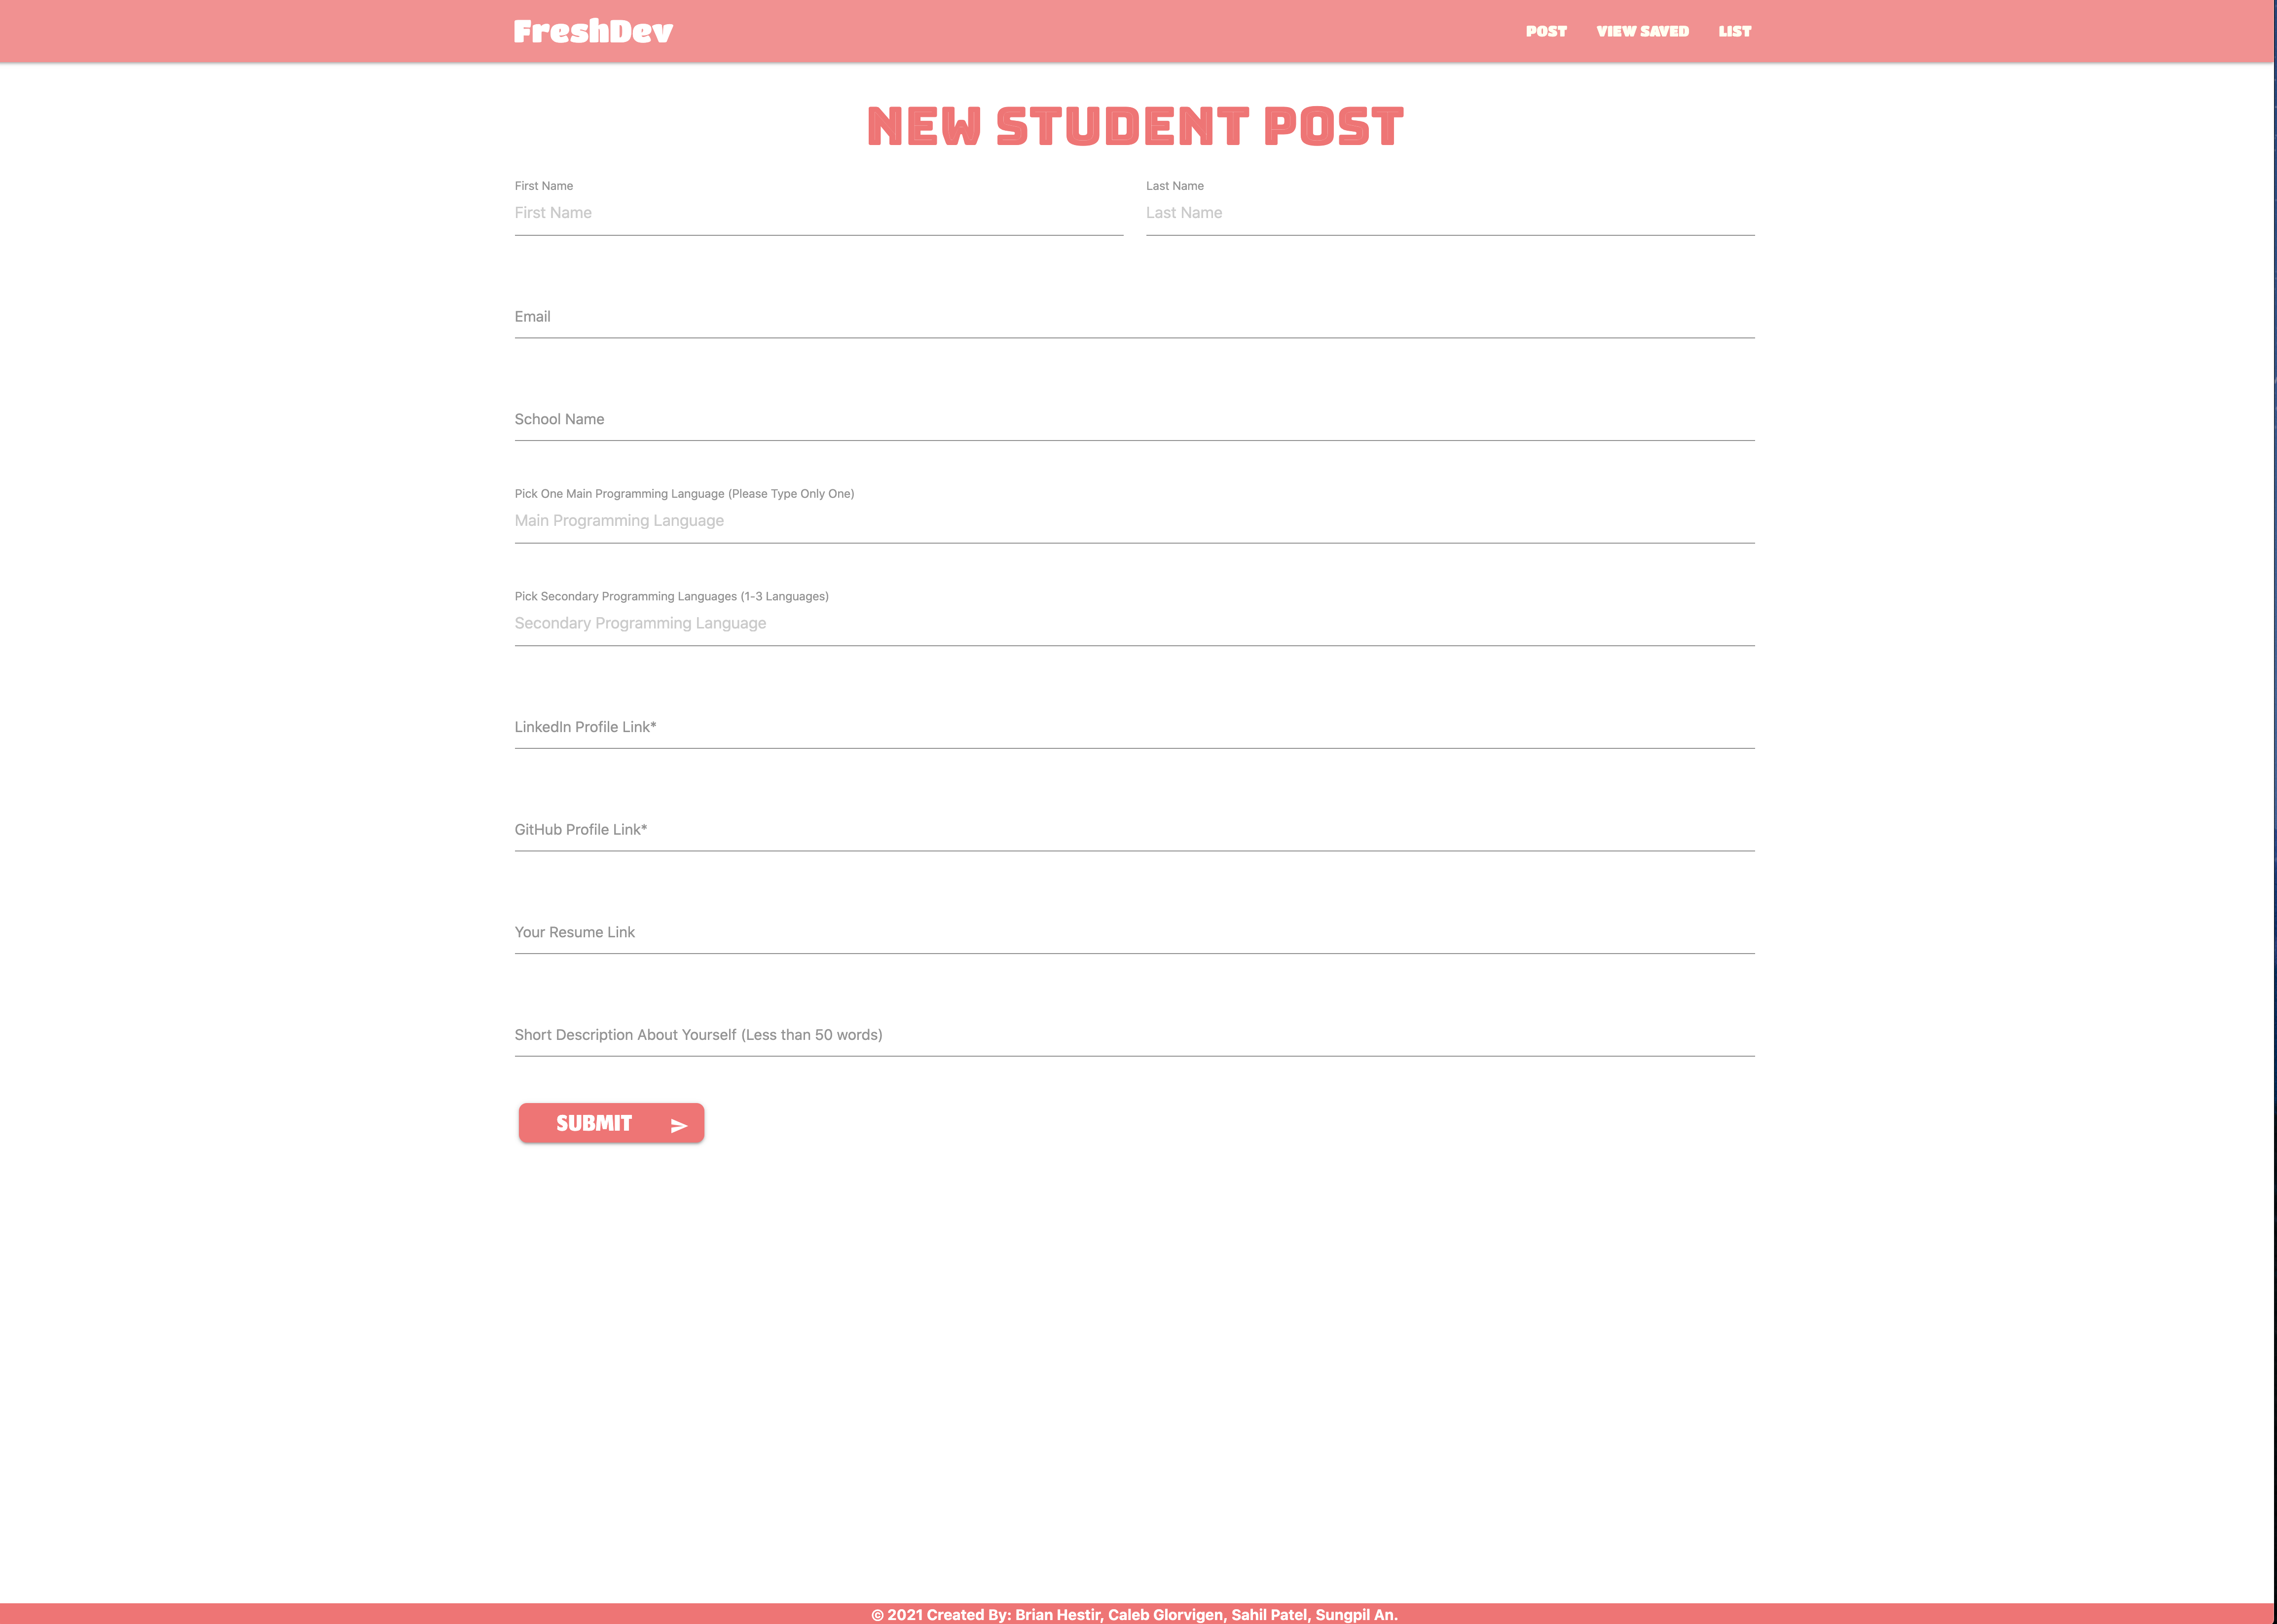 FreshDev
POST VIEW SAVED LIST
NEW STUDENT POST
First Name Last Name
First Name Last Name
Email
School Name
Pick One Main Programming Language (Please Type Only One)
Main Programming Language
Pick Secondary Programming Languages (1-3 Languages)
Secondary Programming Language
LinkedIn Profile Link*
GitHub Profile Link*
Your Resume Link
Short Description About Yourself (Less than 50 words)
SUBMIT
© 2021 Created By: Brian Hestir, Caleb Glorvigen, Sahil Patel, Sungpil An.